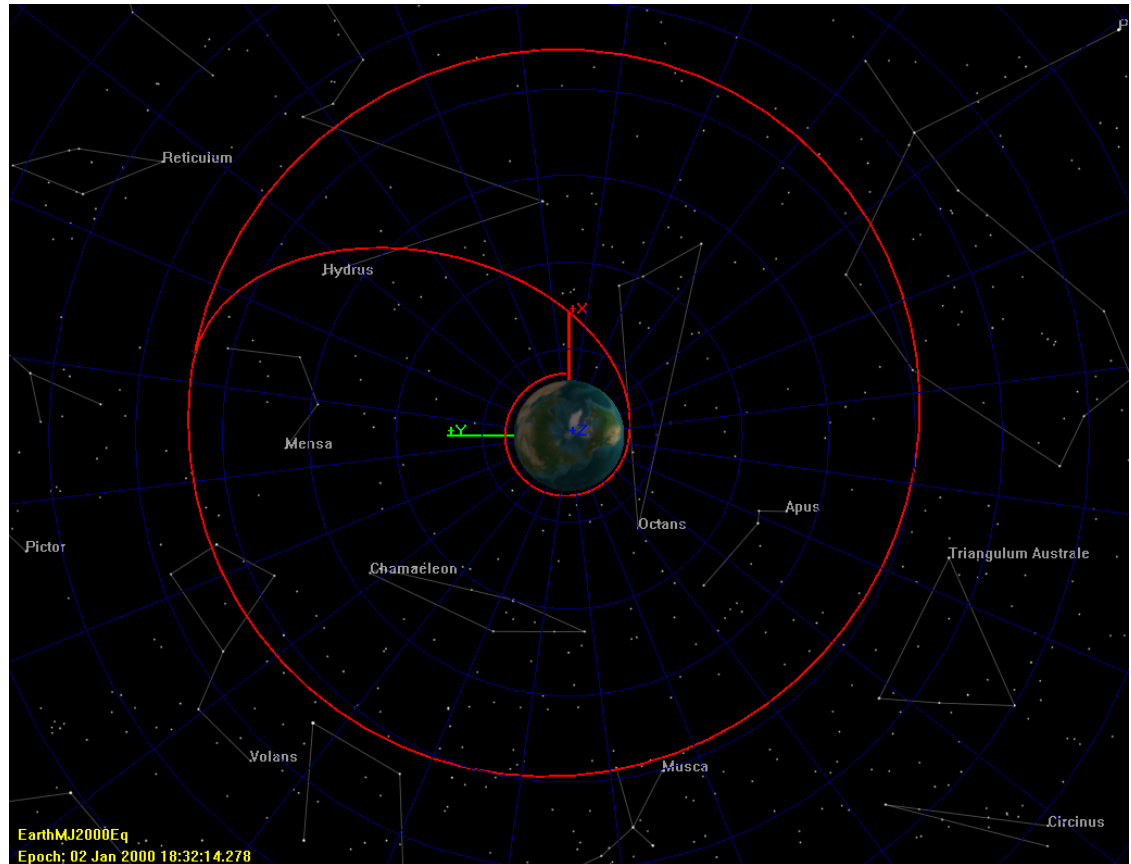 P
Reticulum
Hydrus
+X
+Y
+Z
Mensa
Octans
Apus
Pictor
Triangulum Australe
Chamaeleon
Volans
Musca
Circinus
EarthMJ2000Eq
Epoch: 02 Jan 2000 18:32:14.278